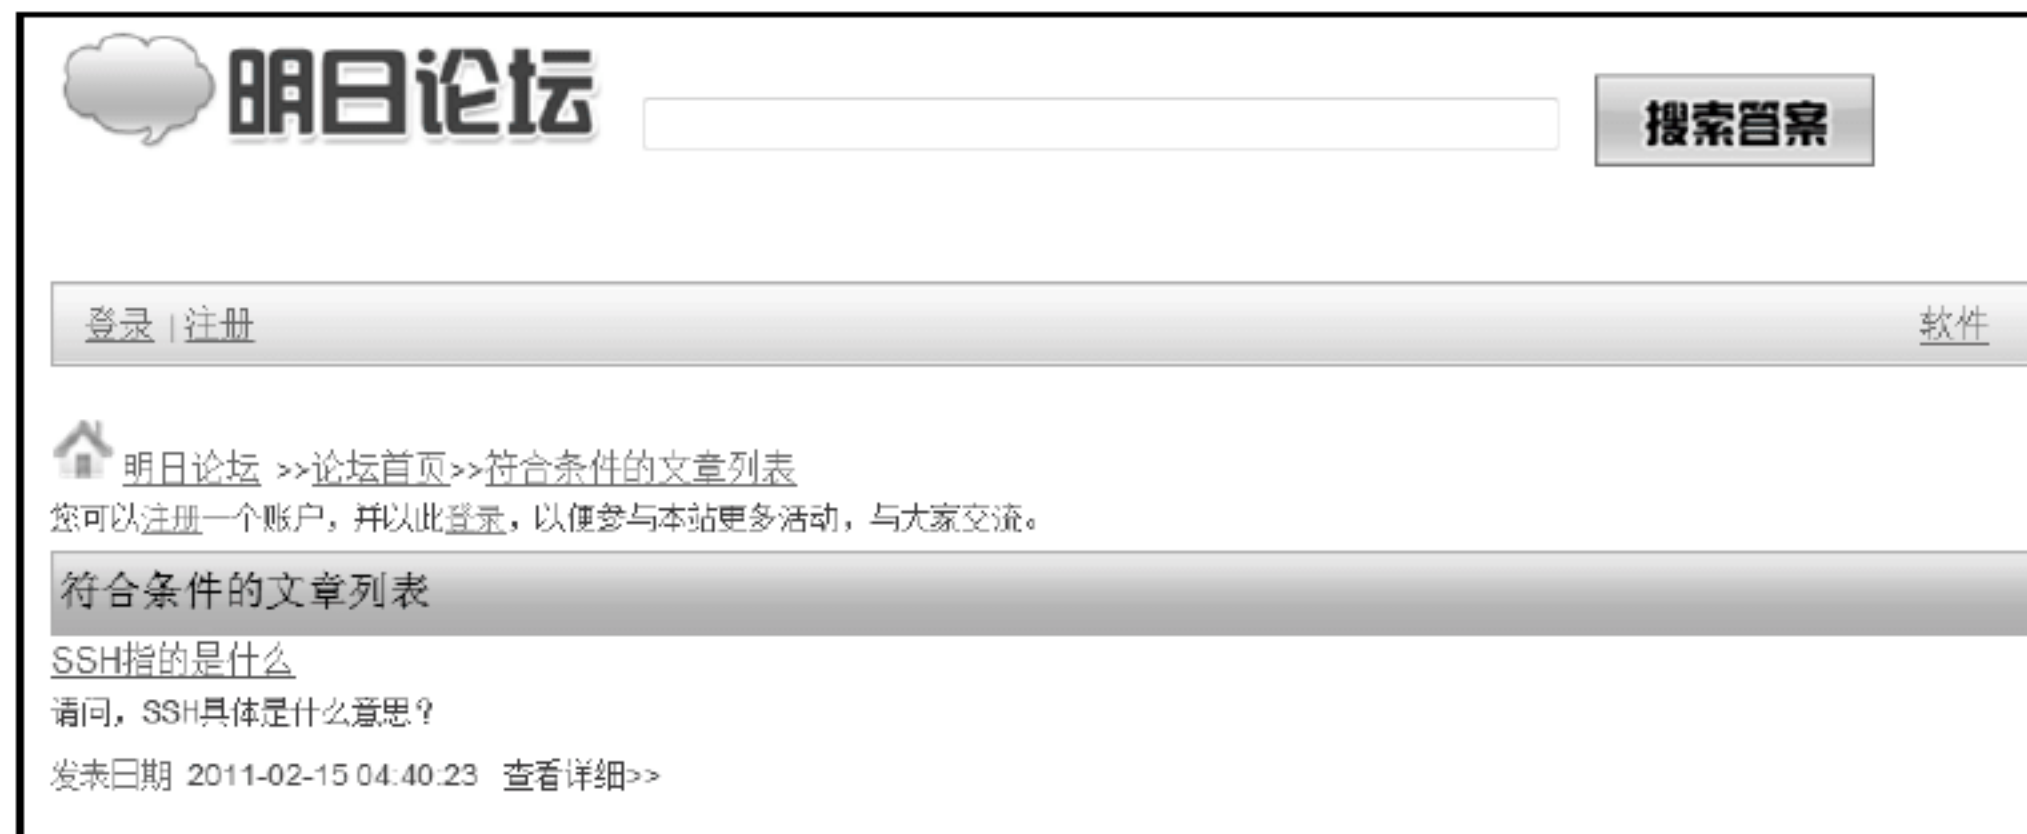 明日论坛 搜索答案
登录 | 注册 软件
明日论坛 >>论坛首页>>符合条件的文章列表
您可以注册一个账户，并以此登录，以便参与本站更多活动，与大家交流。
符合条件的文章列表
SSH指的是什么
请问，SSH具体是什么意思？
发表日期 2011-02-15 04:40:23 查看详细>>